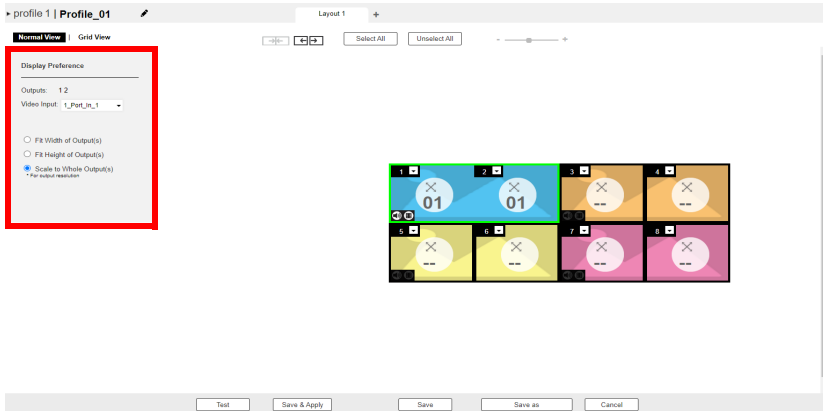 ▸ profile 1 | Profile_01
Layout 1 +
Normal View | Grid View
Select All Unselect All - +
Display Preference
Outputs: 1 2
Video Input: 1_Port_In_1
Fit Width of Output(s)
Fit Height of Output(s)
Scale to Whole Output(s)
* For output resolution
1 2 3 4
01 01 -- --
5 6 7 8
-- -- -- --
Test Save & Apply Save Save as Cancel